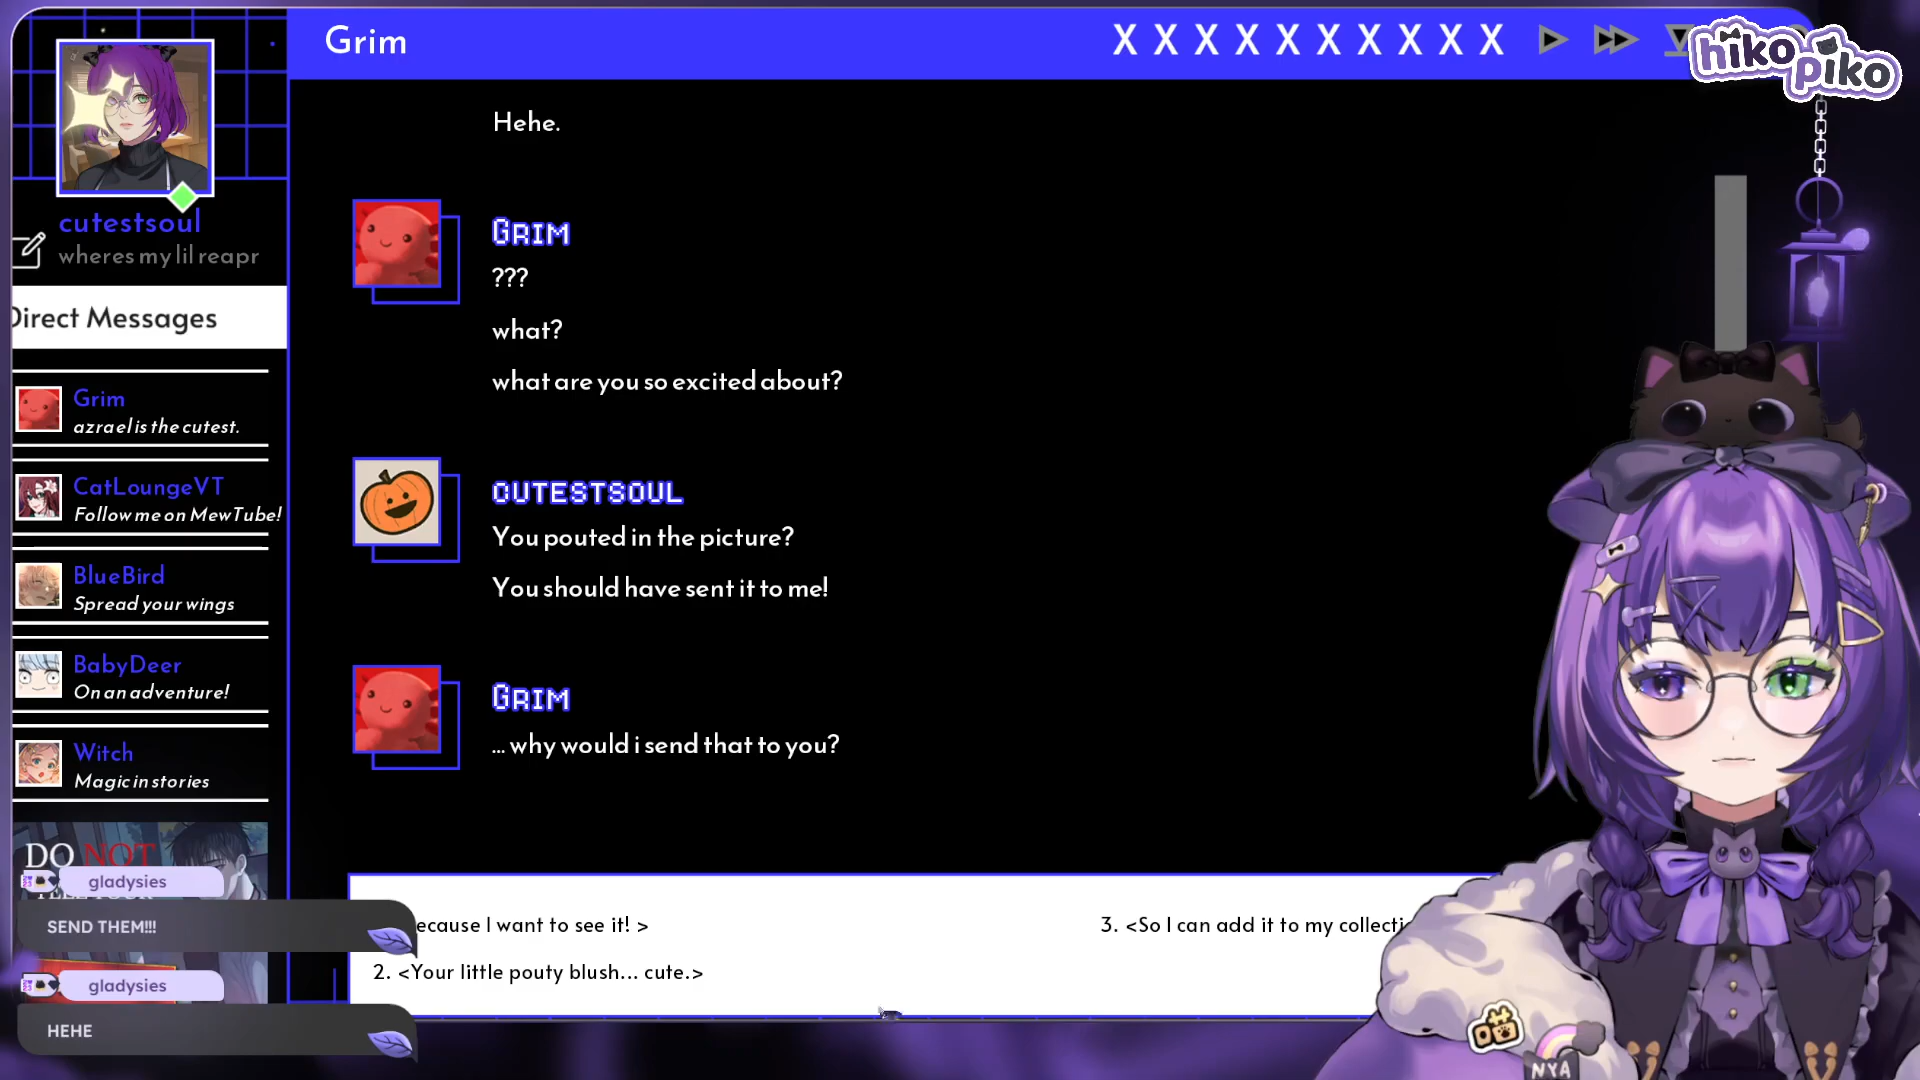 Grim
X X X X X X X X X X
hiko piko
cutestsoul
wheres my lil reapr
Direct Messages
Grim
azrael is the cutest.
CatLoungeVT
Follow me on MewTube!
BlueBird
Spread your wings
BabyDeer
On an adventure!
Witch
Magic in stories
DO NOT
gladysies
SEND THEM!!!
gladysies
HEHE
Hehe.
GRIM
???
what?
what are you so excited about?
CUTESTSOUL
You pouted in the picture?
You should have sent it to me!
GRIM
... why would i send that to you?
ecause I want to see it! >
2. <Your little pouty blush... cute.>
3. <So I can add it to my collecti
NYA